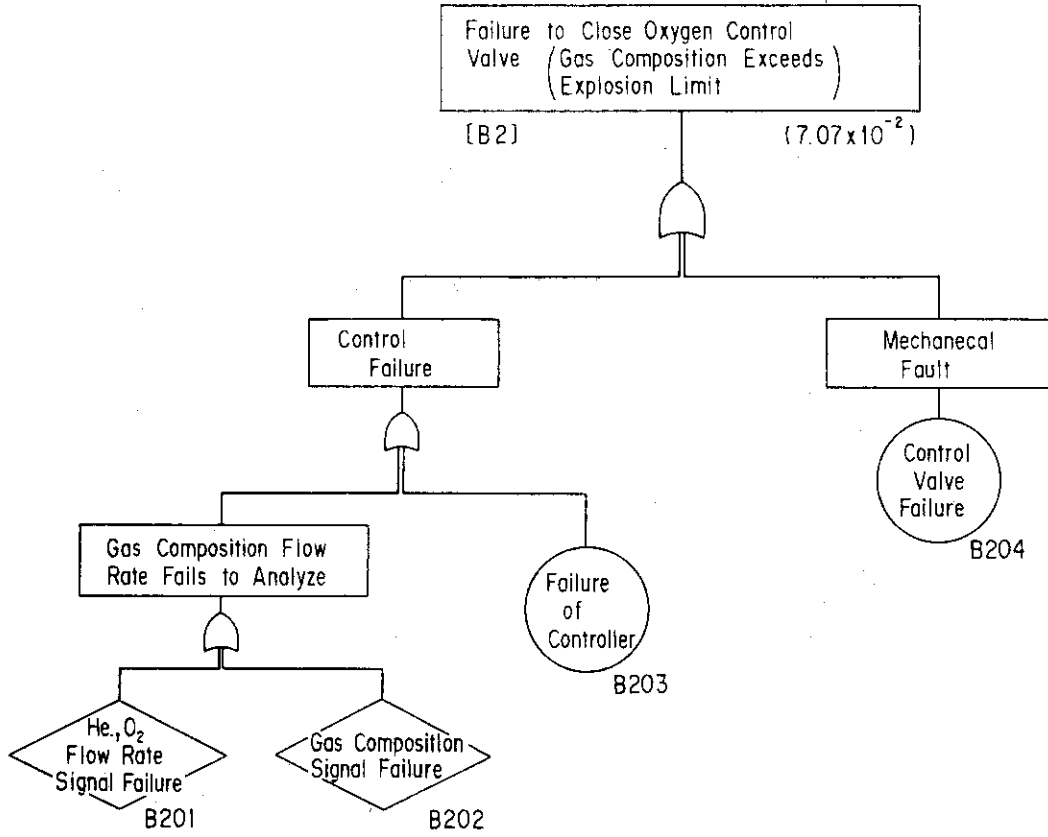 Failure to Close Oxygen Control
Valve (Gas Composition Exceeds
Explosion Limit)
[B2]
(7.07x10⁻²)
Control
Failure
Mechanecal
Fault
Control
Valve
Failure
B204
Gas Composition Flow
Rate Fails to Analyze
Failure
of
Controller
B203
He., O₂
Flow Rate
Signal Failure
B201
Gas Composition
Signal Failure
B202